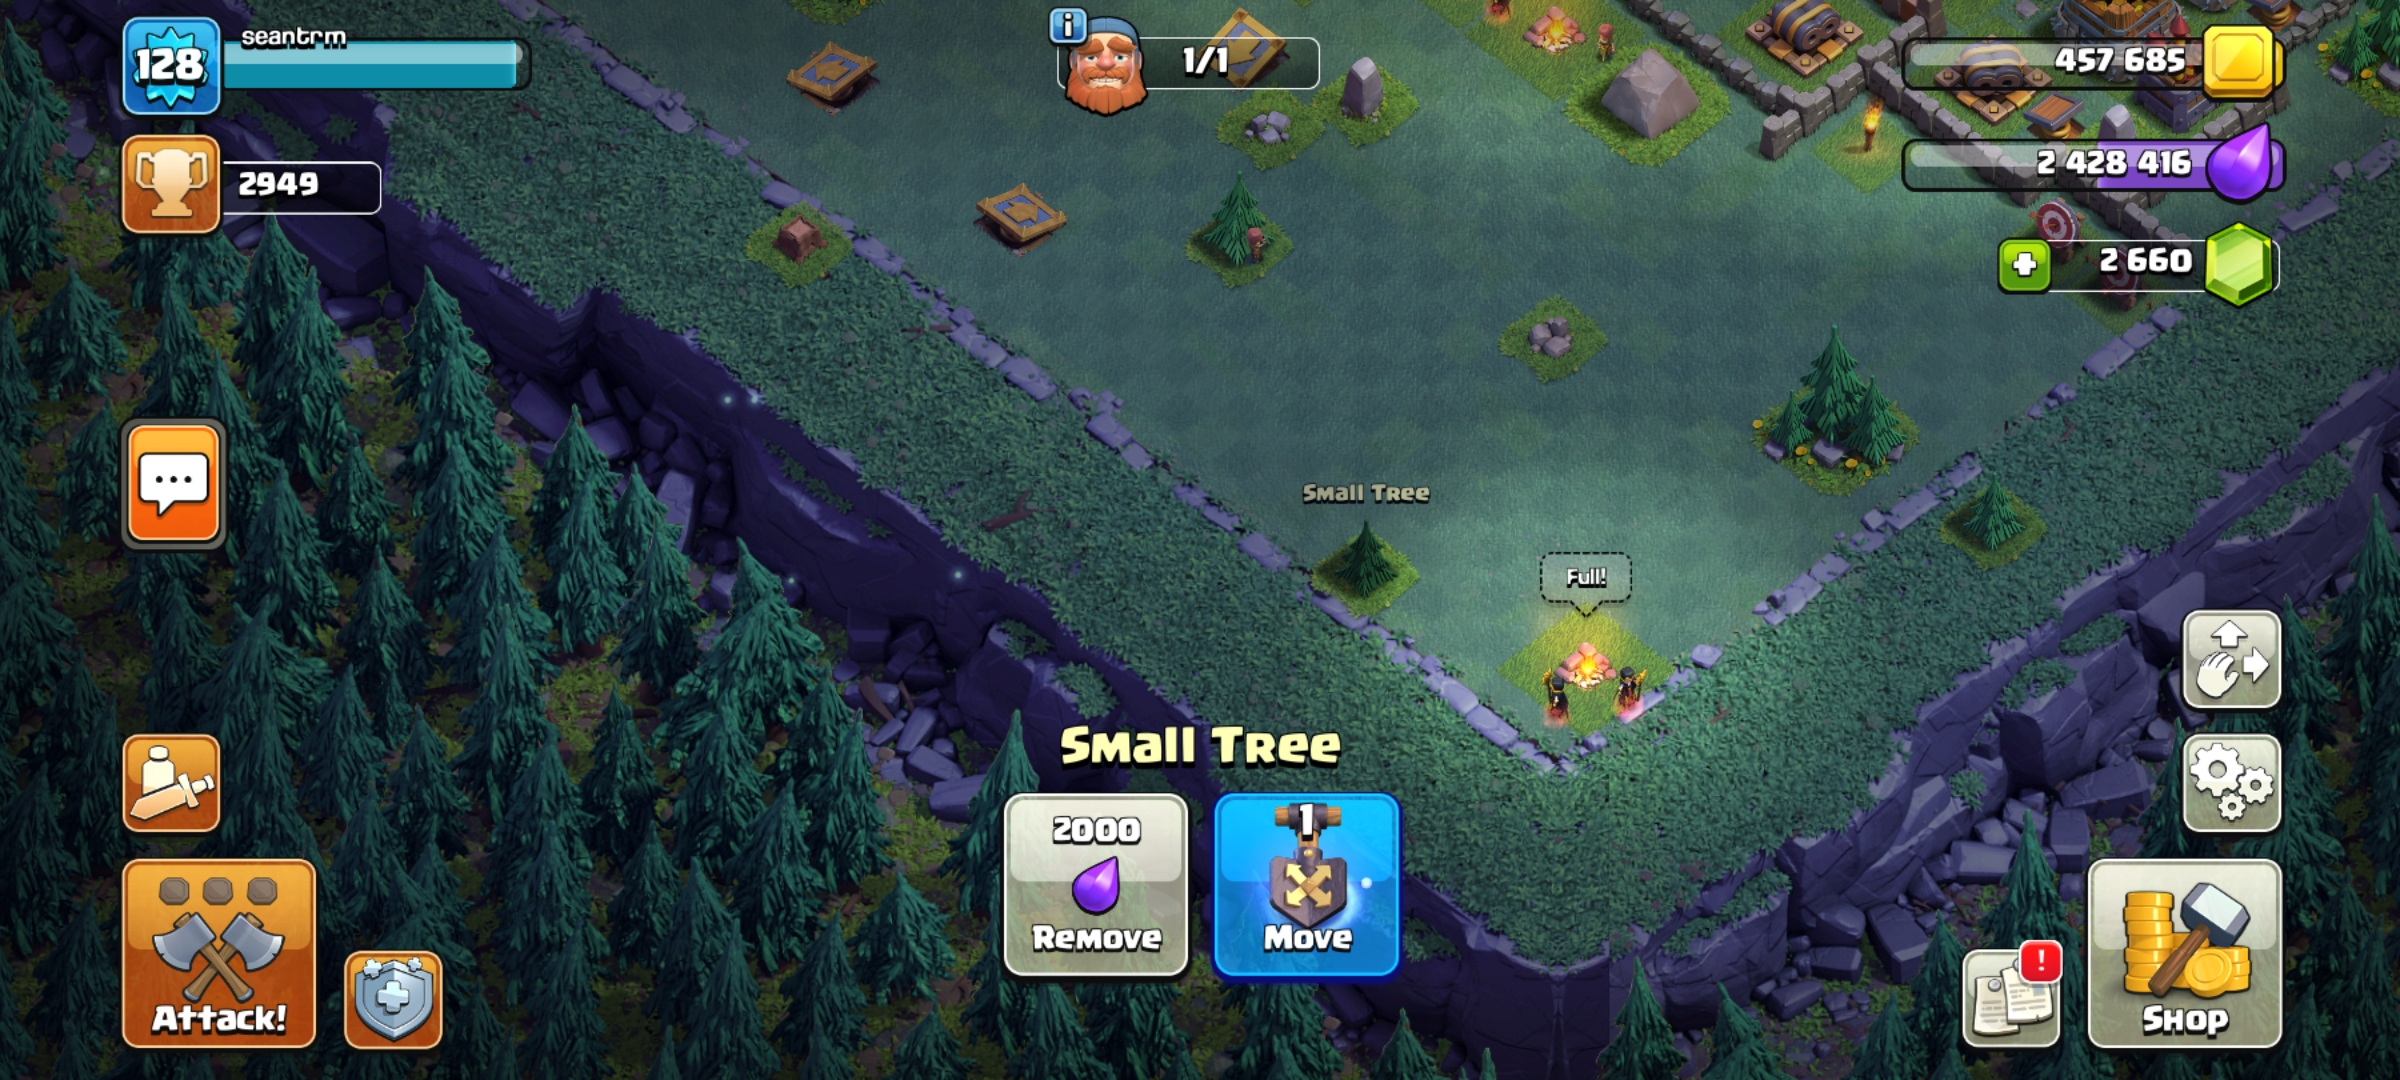 128
seantrm
1/1
457 685
2949
2 428 416
2 660
Small Tree
Full!
Small Tree
2000
Remove
1
Move
Attack!
Shop